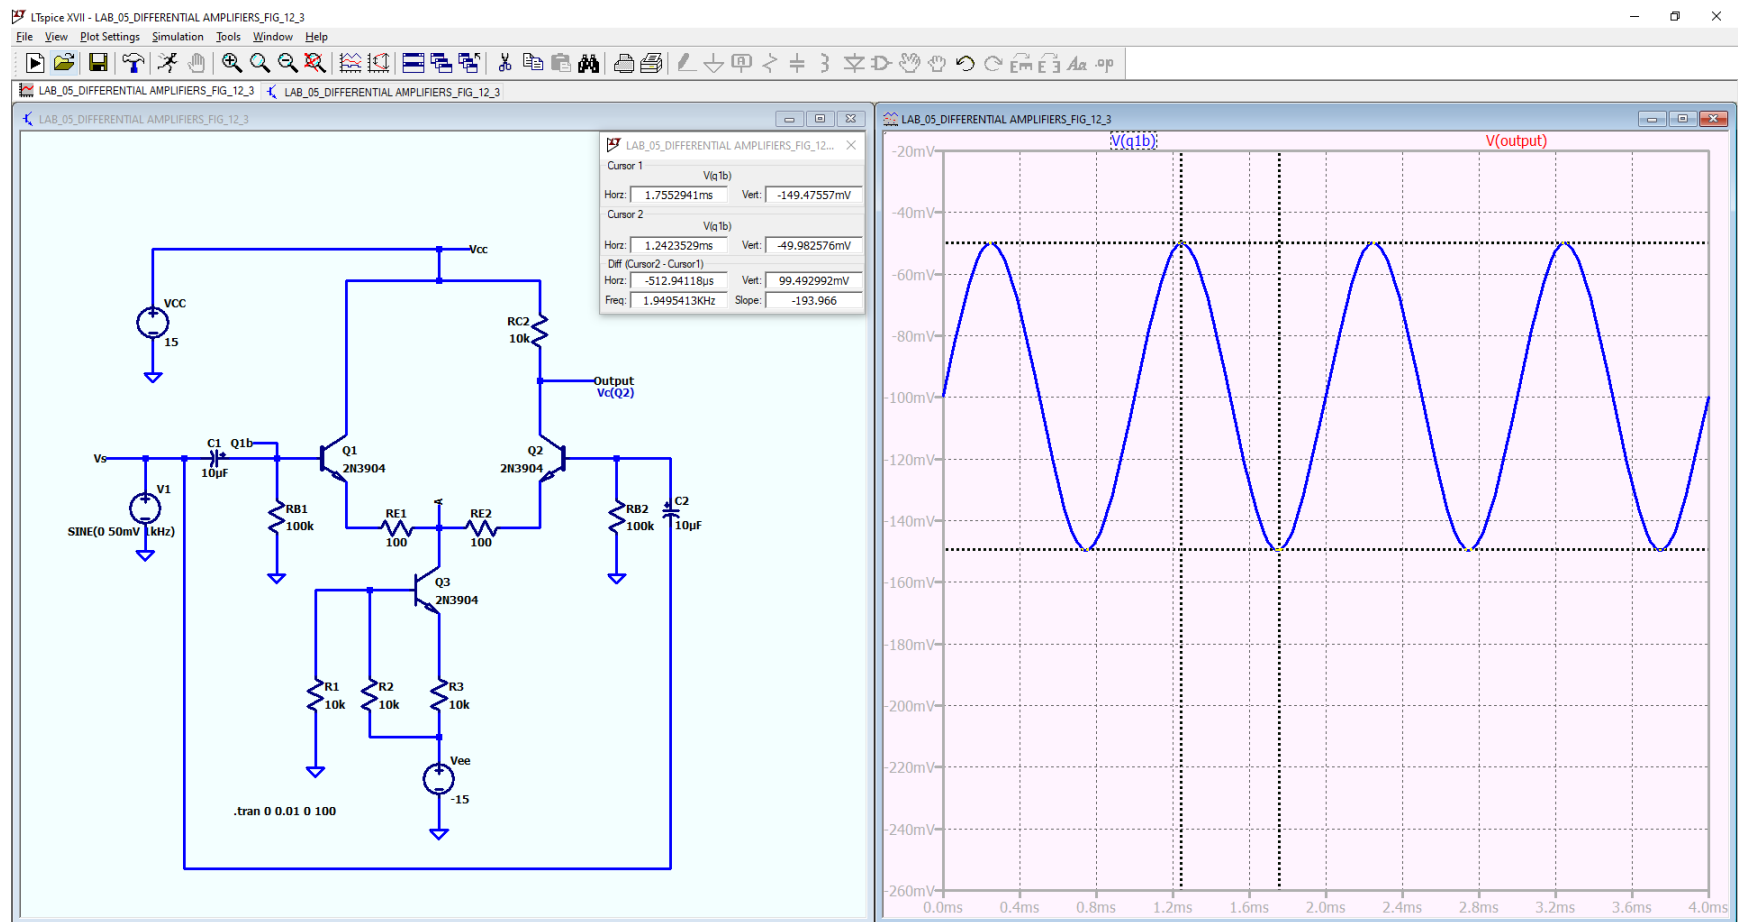 LTspice XVII - LAB_05_DIFFERENTIAL AMPLIFIERS_FIG_12_3
File View Plot Settings Simulation Tools Window Help
LAB_05_DIFFERENTIAL AMPLIFIERS_FIG_12_3 LAB_05_DIFFERENTIAL AMPLIFIERS_FIG_12_3
LAB_05_DIFFERENTIAL AMPLIFIERS_FIG_12_3
LAB_05_DIFFERENTIAL AMPLIFIERS_FIG_12...
Cursor 1
V(q1b)
Horz: 1.7552941ms Vert: -149.47557mV
Cursor 2
V(q1b)
Horz: 1.2423529ms Vert: -49.982576mV
Diff (Cursor2 - Cursor1)
Horz: -512.94118µs Vert: 99.492992mV
Freq: 1.9495413KHz Slope: -193.966
Vcc
VCC
15
RC2
10k
Output
Vc(Q2)
Vs
C1
10µF
Q1b
Q1
2N3904
Q2
2N3904
V1
SINE(0 50mV 1kHz)
RB1
100k
RE1
100
A
RE2
100
RB2
100k
C2
10µF
Q3
2N3904
R1
10k
R2
10k
R3
10k
Vee
-15
.tran 0 0.01 0 100
LAB_05_DIFFERENTIAL AMPLIFIERS_FIG_12_3
V(q1b) V(output)
-20mV
-40mV
-60mV
-80mV
-100mV
-120mV
-140mV
-160mV
-180mV
-200mV
-220mV
-240mV
-260mV
0.0ms 0.4ms 0.8ms 1.2ms 1.6ms 2.0ms 2.4ms 2.8ms 3.2ms 3.6ms 4.0ms